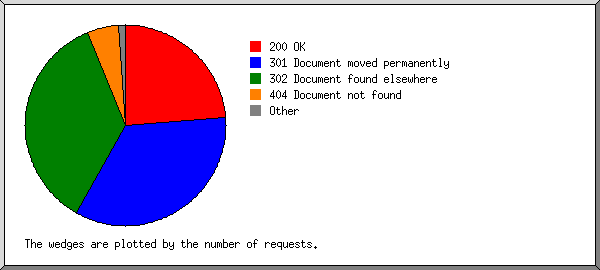 200 OK
301 Document moved permanently
302 Document found elsewhere
404 Document not found
Other
The wedges are plotted by the number of requests.